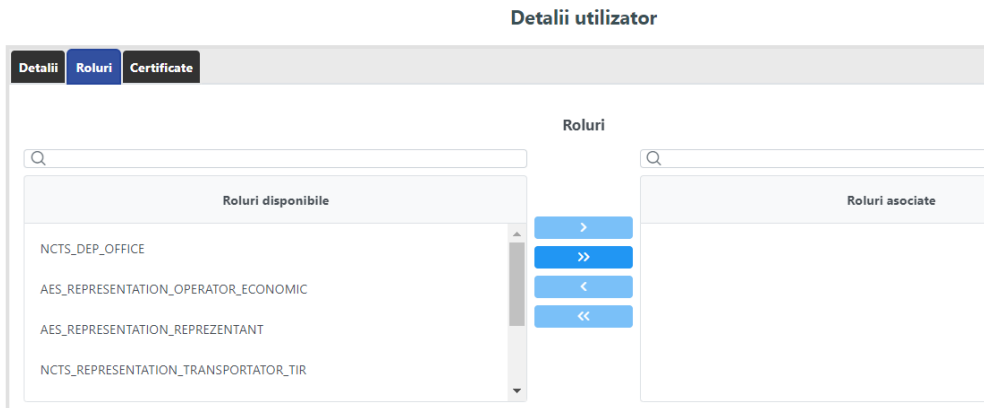 Detalii utilizator
Detalii Roluri Certificate
Roluri
Roluri disponibile
Roluri asociate
NCTS_DEP_OFFICE
AES_REPRESENTATION_OPERATOR_ECONOMIC
AES_REPRESENTATION_REPREZENTANT
NCTS_REPRESENTATION_TRANSPORTATOR_TIR